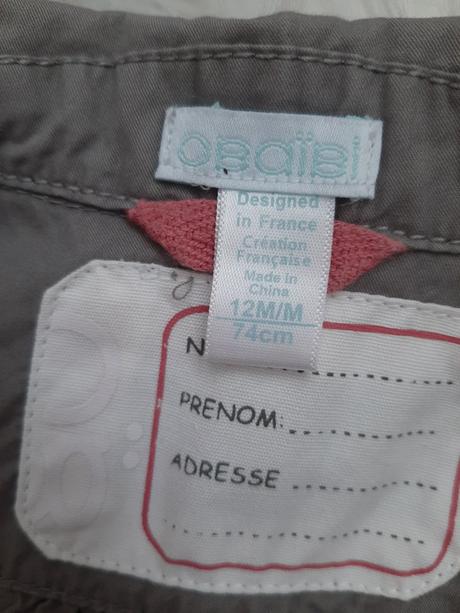 obaïbi
Designed
in France
Création
Française
Made in
China
12M/M
74cm
N
PRENOM:
ADRESSE